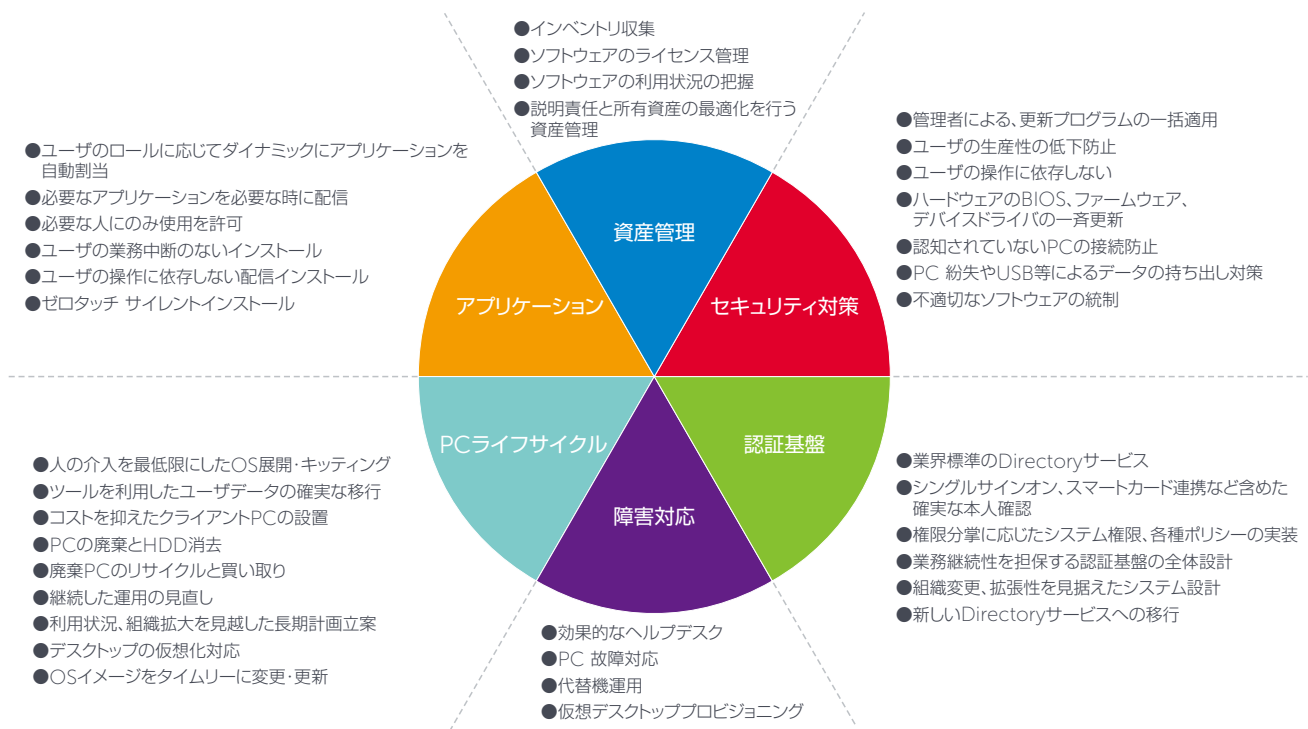 ●インベントリ収集
●ソフトウェアのライセンス管理
●ソフトウェアの利用状況の把握
●説明責任と所有資産の最適化を行う
資産管理
●ユーザのロールに応じてダイナミックにアプリケーションを
自動割当
●必要なアプリケーションを必要な時に配信
●必要な人にのみ使用を許可
●ユーザの業務中断のないインストール
●ユーザの操作に依存しない配信インストール
●ゼロタッチ サイレントインストール
●管理者による、更新プログラムの一括適用
●ユーザの生産性の低下防止
●ユーザの操作に依存しない
●ハードウェアのBIOS、ファームウェア、
デバイスドライバの一斉更新
●認知されていないPCの接続防止
●PC 紛失やUSB等によるデータの持ち出し対策
●不適切なソフトウェアの統制
資産管理
アプリケーション
セキュリティ対策
PCライフサイクル
認証基盤
障害対応
●人の介入を最低限にしたOS展開・キッティング
●ツールを利用したユーザデータの確実な移行
●コストを抑えたクライアントPCの設置
●PCの廃棄とHDD消去
●廃棄PCのリサイクルと買い取り
●継続した運用の見直し
●利用状況、組織拡大を見越した長期計画立案
●デスクトップの仮想化対応
●OSイメージをタイムリーに変更・更新
●業界標準のDirectoryサービス
●シングルサインオン、スマートカード連携など含めた
確実な本人確認
●権限分掌に応じたシステム権限、各種ポリシーの実装
●業務継続性を担保する認証基盤の全体設計
●組織変更、拡張性を見据えたシステム設計
●新しいDirectoryサービスへの移行
●効果的なヘルプデスク
●PC 故障対応
●代替機運用
●仮想デスクトッププロビジョニング